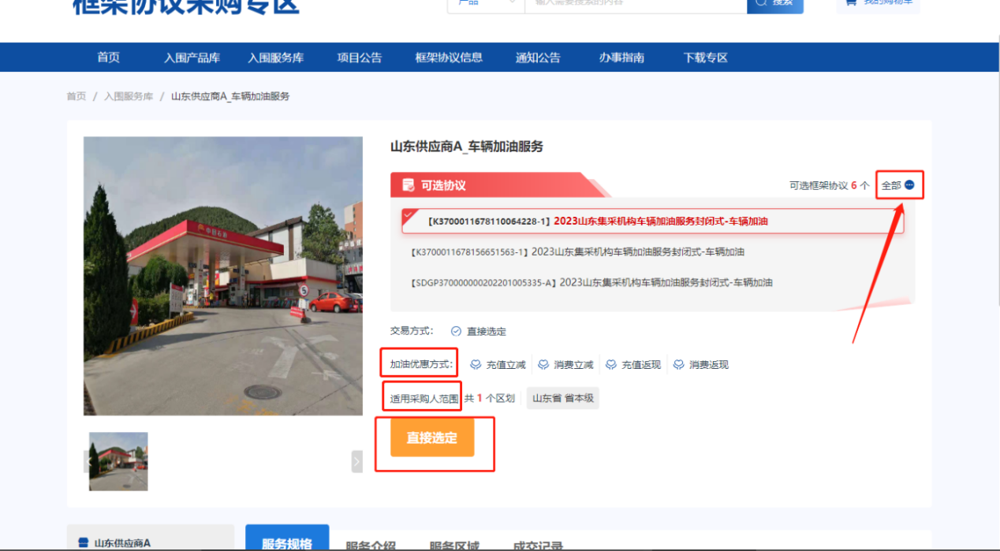 框架协议采购专区
产品 输入需要搜索的内容 搜索 我的购物车
首页 入围产品库 入围服务库 项目公告 框架协议信息 通知公告 办事指南 下载专区
首页 / 入围服务库 / 山东供应商A_车辆加油服务
山东供应商A_车辆加油服务
可选协议 可选框架协议 6 个 全部
【K3700011678110064228-1】2023山东集采机构车辆加油服务封闭式-车辆加油
【K3700011678156651563-1】2023山东集采机构车辆加油服务封闭式-车辆加油
【SDGP370000000202201005335-A】2023山东集采机构车辆加油服务封闭式-车辆加油
交易方式： 直接选定
加油优惠方式： 充值立减 消费立减 充值返现 消费返现
适用采购人范围 共 1 个区划 山东省 省本级
直接选定
中国石油
5
山东供应商A 服务规格 服务介绍 服务区域 成交记录